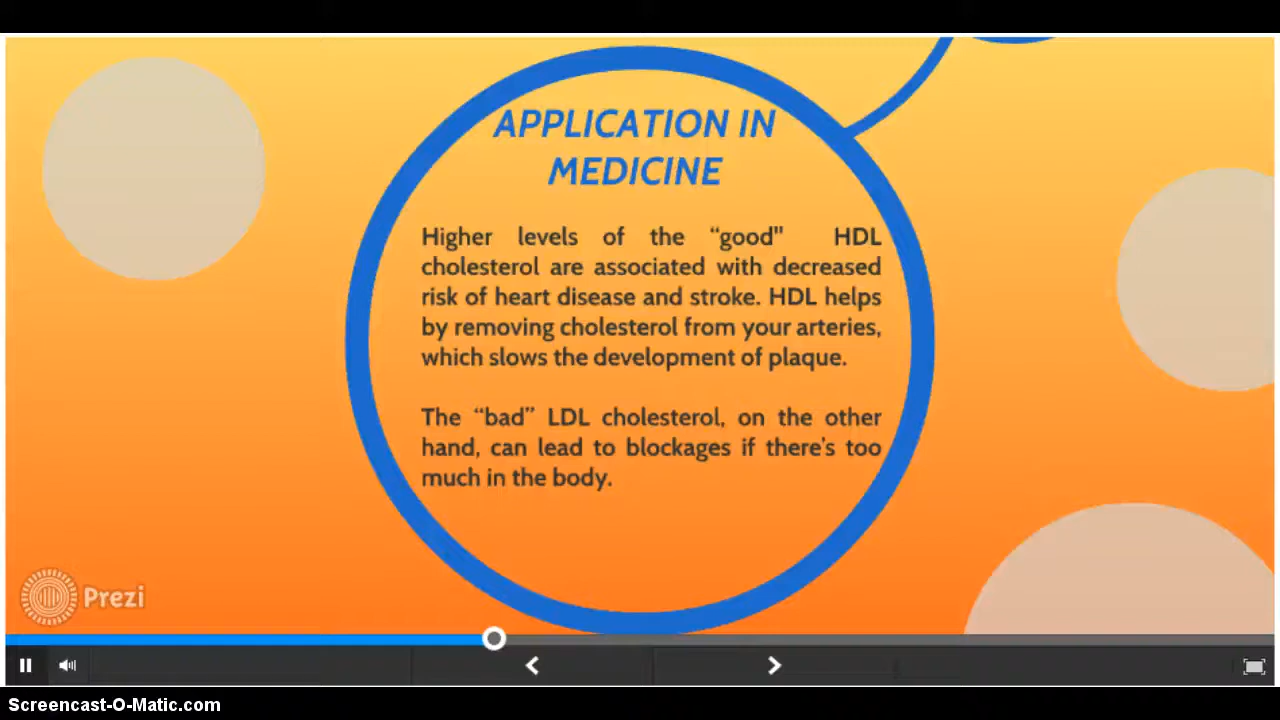 APPLICATION IN
MEDICINE
Higher levels of the “good" HDL
cholesterol are associated with decreased
risk of heart disease and stroke. HDL helps
by removing cholesterol from your arteries,
which slows the development of plaque.
The “bad” LDL cholesterol, on the other
hand, can lead to blockages if there’s too
much in the body.
Prezi
Screencast-O-Matic.com